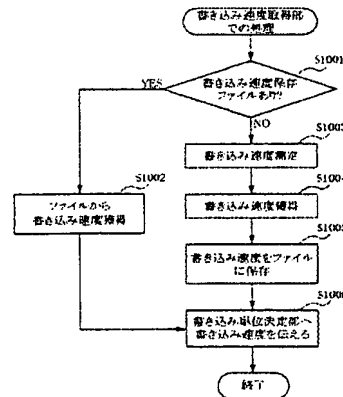 書き込み速度取得部
での処理
S1001
書き込み速度保存
ファイルあり?
YES
NO
S1003
書き込み速度測定
S1002
ファイルから
書き込み速度獲得
S1004
書き込み速度獲得
S1005
書き込み速度をファイル
に保存
S1006
書き込み単位決定部へ
書き込み速度を伝える
終了